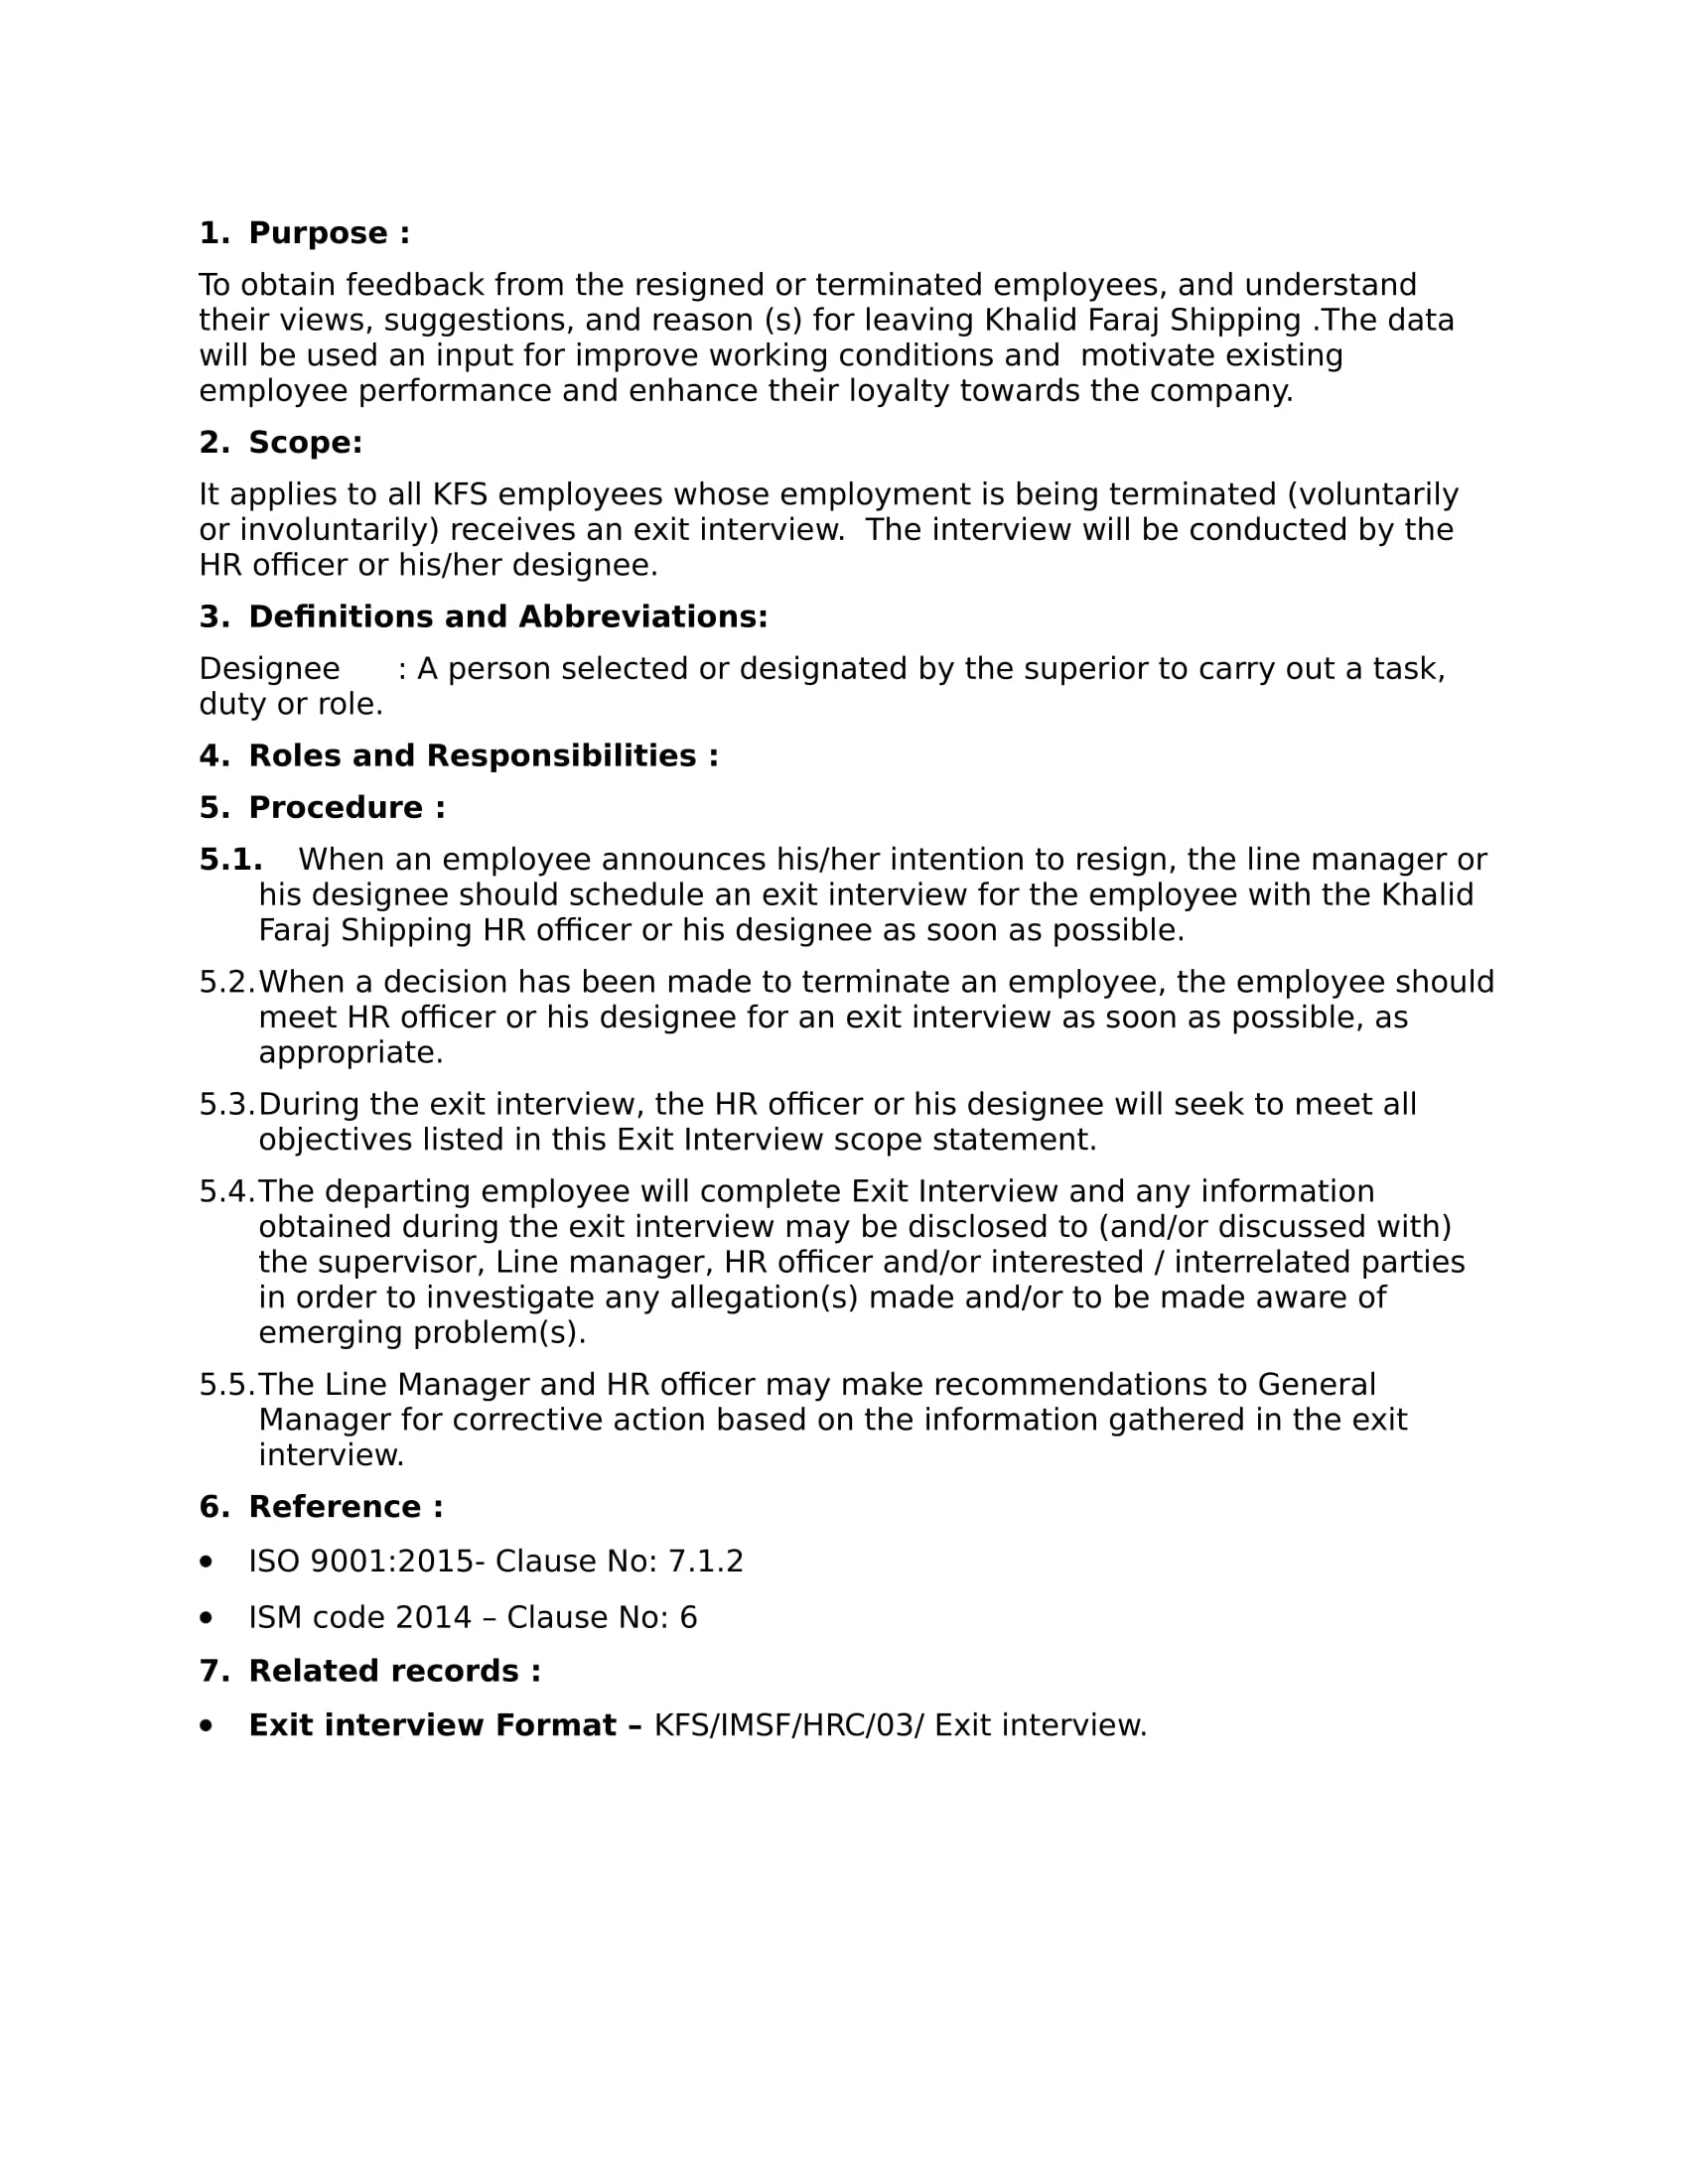 1. Purpose :
To obtain feedback from the resigned or terminated employees, and understand
their views, suggestions, and reason (s) for leaving Khalid Faraj Shipping .The data
will be used an input for improve working conditions and  motivate existing
employee performance and enhance their loyalty towards the company.
2. Scope:
It applies to all KFS employees whose employment is being terminated (voluntarily
or involuntarily) receives an exit interview.  The interview will be conducted by the
HR officer or his/her designee.
3. Definitions and Abbreviations:
Designee : A person selected or designated by the superior to carry out a task,
duty or role.
4. Roles and Responsibilities :
5. Procedure :
5.1. When an employee announces his/her intention to resign, the line manager or
his designee should schedule an exit interview for the employee with the Khalid
Faraj Shipping HR officer or his designee as soon as possible.
5.2. When a decision has been made to terminate an employee, the employee should
meet HR officer or his designee for an exit interview as soon as possible, as
appropriate.
5.3. During the exit interview, the HR officer or his designee will seek to meet all
objectives listed in this Exit Interview scope statement.
5.4. The departing employee will complete Exit Interview and any information
obtained during the exit interview may be disclosed to (and/or discussed with)
the supervisor, Line manager, HR officer and/or interested / interrelated parties
in order to investigate any allegation(s) made and/or to be made aware of
emerging problem(s).
5.5. The Line Manager and HR officer may make recommendations to General
Manager for corrective action based on the information gathered in the exit
interview.
6. Reference :
• ISO 9001:2015- Clause No: 7.1.2
• ISM code 2014 – Clause No: 6
7. Related records :
• Exit interview Format – KFS/IMSF/HRC/03/ Exit interview.